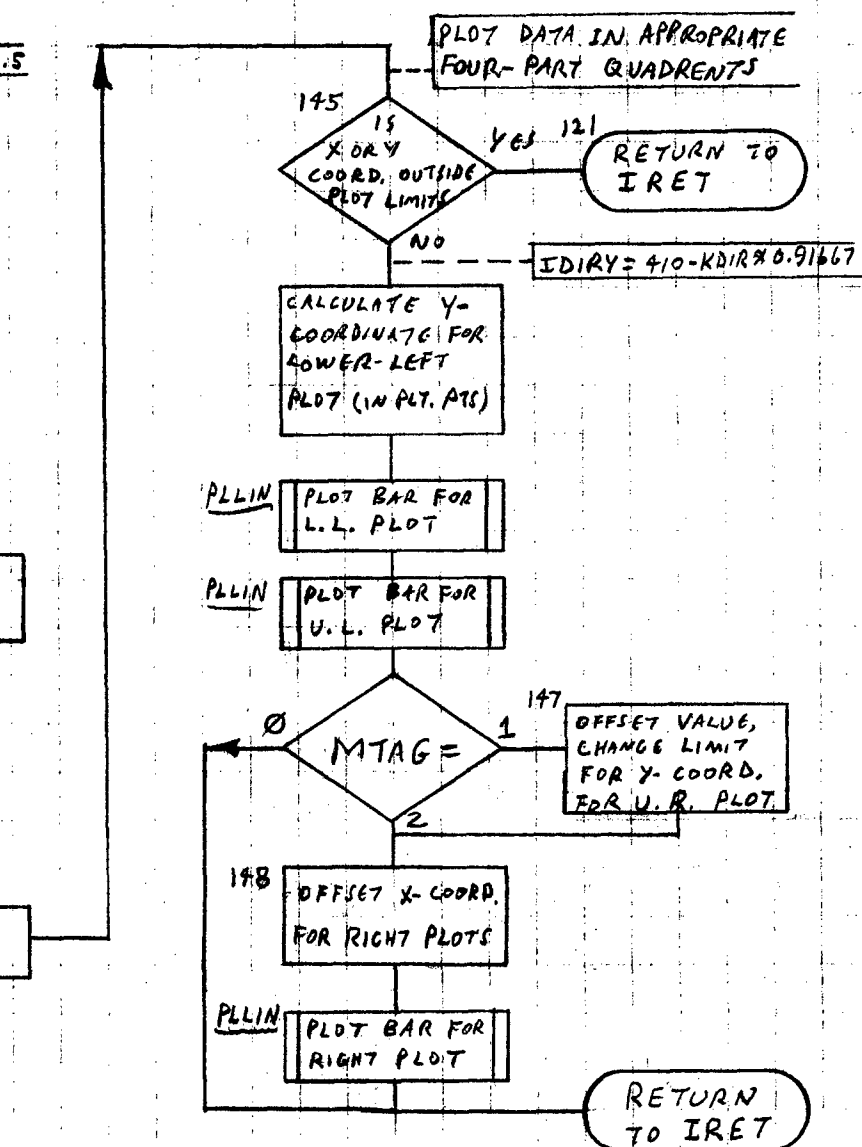 .5
PLOT DATA IN APPROPRIATE
FOUR-PART QUADRENTS
145
IS
X OR Y
COORD. OUTSIDE
PLOT LIMITS
YES
121
RETURN TO
IRET
NO
IDIRY = 410-KDIR*0.91667
CALCULATE Y-
COORDINATE FOR
LOWER-LEFT
PLOT (IN PLT. PTS)
PLLIN
PLOT BAR FOR
L.L. PLOT
PLLIN
PLOT BAR FOR
U.L. PLOT
Ø
MTAG =
1
2
147
OFFSET VALUE,
CHANGE LIMIT
FOR Y-COORD.
FOR U.R. PLOT
148
OFFSET X-COORD.
FOR RIGHT PLOTS
PLLIN
PLOT BAR FOR
RIGHT PLOT
RETURN
TO IRET